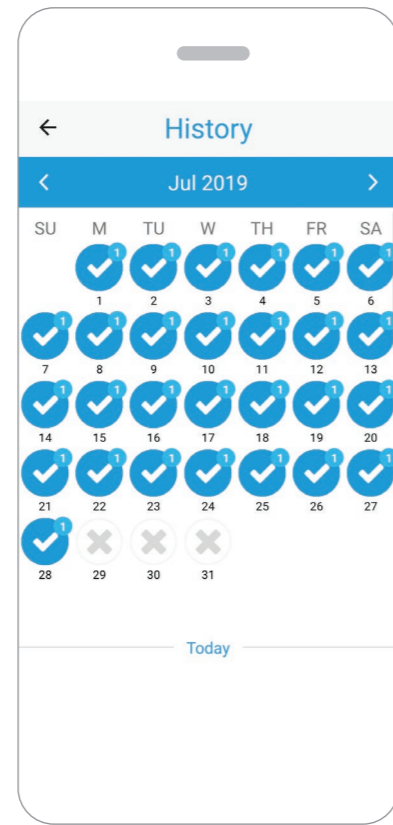 History
Jul 2019
SU M TU W TH FR SA
1 1 1 1 1 1
1 2 3 4 5 6
1 1 1 1 1 1 1
7 8 9 10 11 12 13
1 1 1 1 1 1 1
14 15 16 17 18 19 20
1 1 1 1 1 1 1
21 22 23 24 25 26 27
1
28 29 30 31
Today